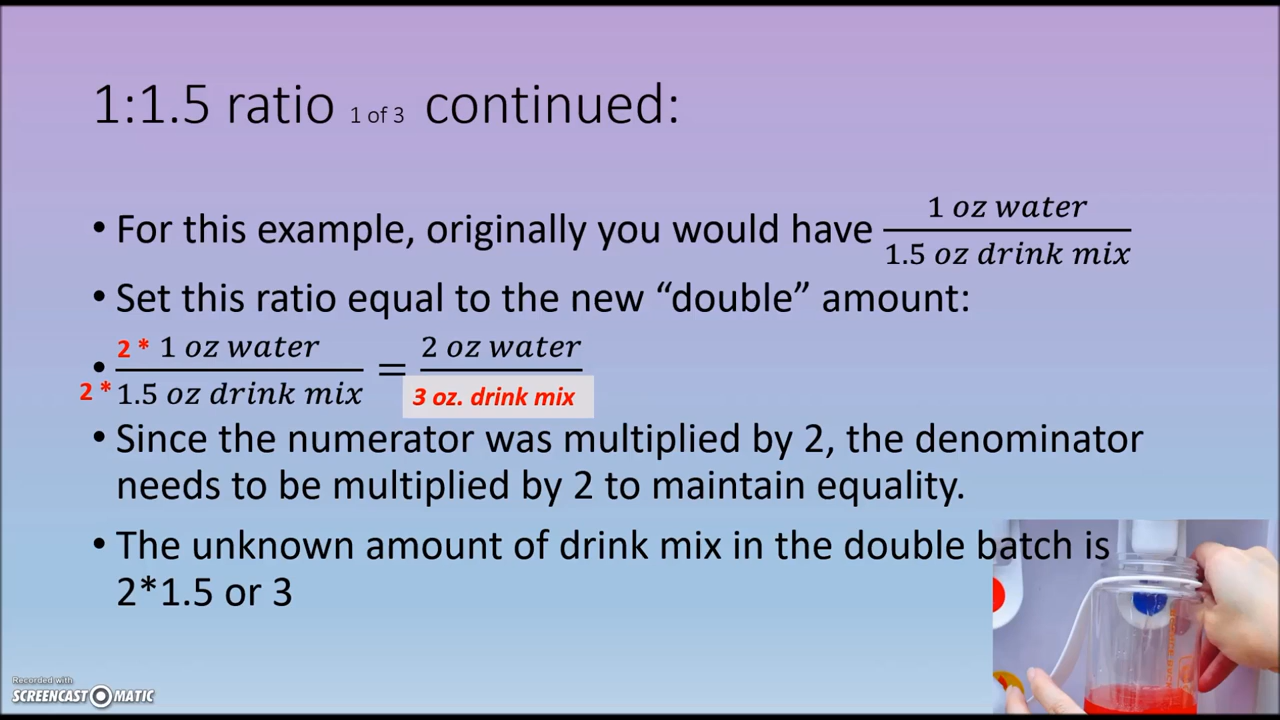 1:1.5 ratio 1 of 3 continued:
• For this example, originally you would have 1 oz water / 1.5 oz drink mix
• Set this ratio equal to the new “double” amount:
• 2 * 1 oz water / 2 * 1.5 oz drink mix = 2 oz water / 3 oz. drink mix
• Since the numerator was multiplied by 2, the denominator
needs to be multiplied by 2 to maintain equality.
• The unknown amount of drink mix in the double batch is
2*1.5 or 3
Recorded with
SCREENCAST MATIC